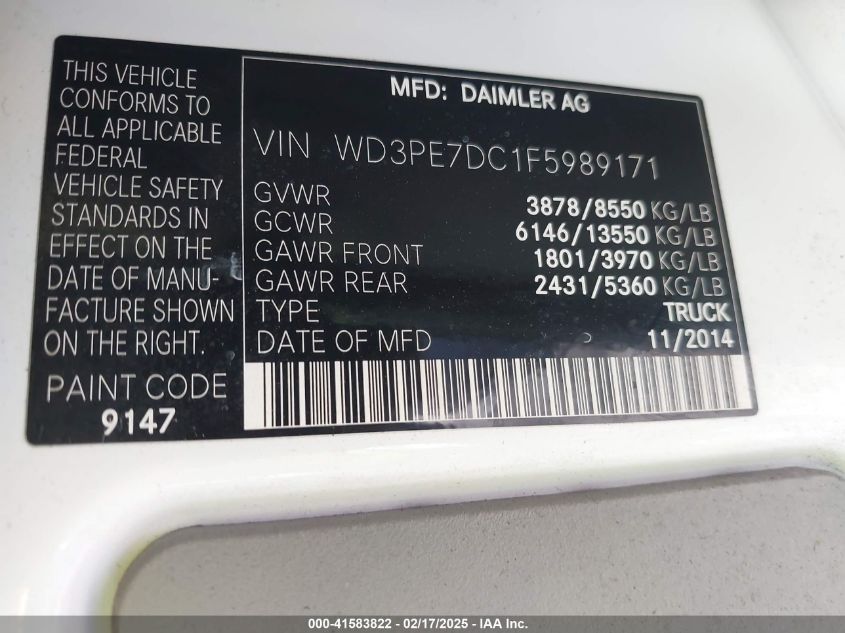 THIS VEHICLE
CONFORMS TO
ALL APPLICABLE
FEDERAL
VEHICLE SAFETY
STANDARDS IN
EFFECT ON THE
DATE OF MANU-
FACTURE SHOWN
ON THE RIGHT.
PAINT CODE
9147
MFD: DAIMLER AG
VIN WD3PE7DC1F5989171
GVWR 3878/8550 KG/LB
GCWR 6146/13550 KG/LB
GAWR FRONT 1801/3970 KG/LB
GAWR REAR 2431/5360 KG/LB
TYPE TRUCK
DATE OF MFD 11/2014
000-41583822 - 02/17/2025 - IAA Inc.